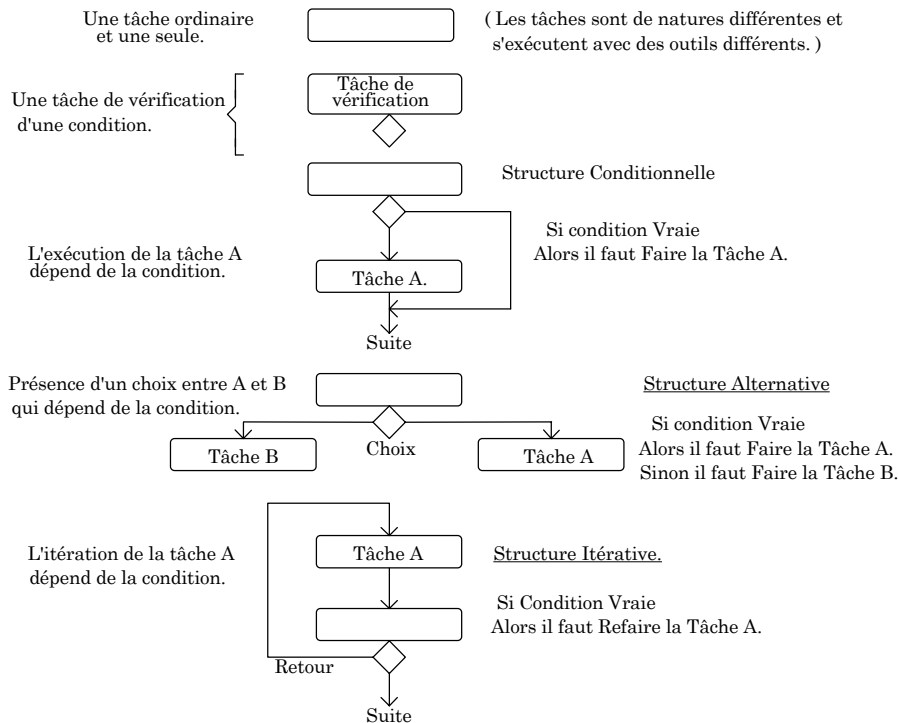 Une tâche ordinaire
et une seule.
( Les tâches sont de natures différentes et
s'exécutent avec des outils différents. )
Une tâche de vérification
d'une condition.
Tâche de
vérification
Structure Conditionnelle
L'exécution de la tâche A
dépend de la condition.
Si condition Vraie
Alors il faut Faire la Tâche A.
Tâche A.
Suite
Présence d'un choix entre A et B
qui dépend de la condition.
Structure Alternative
Tâche B
Choix
Tâche A
Si condition Vraie
Alors il faut Faire la Tâche A.
Sinon il faut Faire la Tâche B.
L'itération de la tâche A
dépend de la condition.
Tâche A
Structure Itérative.
Si Condition Vraie
Alors il faut Refaire la Tâche A.
Retour
Suite